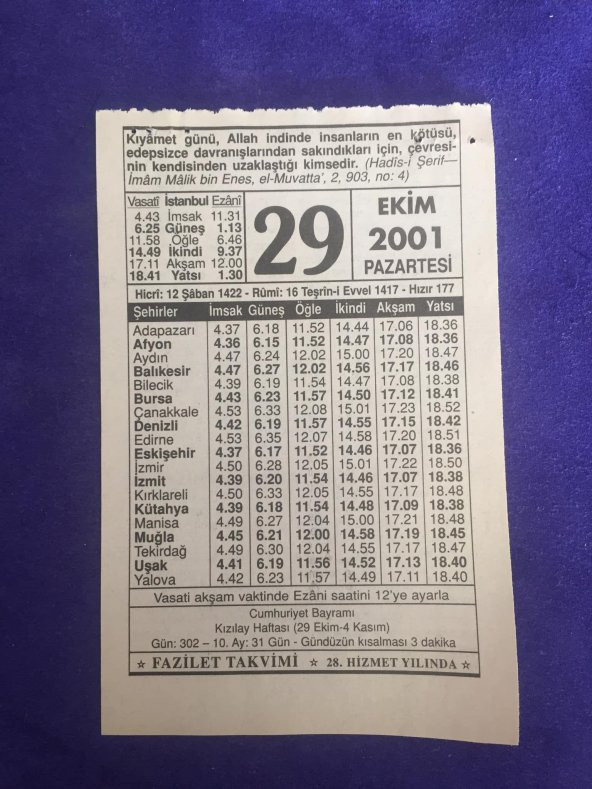 Kıyâmet günü, Allah indinde insanların en kötüsü,
edepsizce davranışlarından sakındıkları için, çevresi-
nin kendisinden uzaklaştığı kimsedir. (Hadîs-i Şerif—
İmâm Mâlik bin Enes, el-Muvatta', 2, 903, no: 4)
Vasatî İstanbul Ezânî
4.43 İmsak 11.31
6.25 Güneş 1.13
11.58 Öğle 6.46
14.49 İkindi 9.37
17.11 Akşam 12.00
18.41 Yatsı 1.30
29
EKİM
2001
PAZARTESİ
Hicrî: 12 Şâban 1422 - Rûmî: 16 Teşrîn-i Evvel 1417 - Hızır 177
Şehirler İmsak Güneş Öğle İkindi Akşam Yatsı
Adapazarı 4.37 6.18 11.52 14.44 17.06 18.36
Afyon 4.36 6.15 11.52 14.47 17.08 18.36
Aydın 4.47 6.24 12.02 15.00 17.20 18.47
Balıkesir 4.47 6.27 12.02 14.56 17.17 18.46
Bilecik 4.39 6.19 11.54 14.47 17.08 18.38
Bursa 4.43 6.23 11.57 14.50 17.12 18.41
Çanakkale 4.53 6.33 12.08 15.01 17.23 18.52
Denizli 4.42 6.19 11.57 14.55 17.15 18.42
Edirne 4.53 6.35 12.07 14.58 17.20 18.51
Eskişehir 4.37 6.17 11.52 14.46 17.07 18.36
İzmir 4.50 6.28 12.05 15.01 17.22 18.50
İzmit 4.39 6.20 11.54 14.46 17.07 18.38
Kırklareli 4.50 6.33 12.05 14.55 17.17 18.48
Kütahya 4.39 6.18 11.54 14.48 17.09 18.38
Manisa 4.49 6.27 12.04 15.00 17.21 18.48
Muğla 4.45 6.21 12.00 14.58 17.19 18.45
Tekirdağ 4.49 6.30 12.04 14.55 17.17 18.47
Uşak 4.41 6.19 11.56 14.52 17.13 18.40
Yalova 4.42 6.23 11.57 14.49 17.11 18.40
Vasati akşam vaktinde Ezâni saatini 12'ye ayarla
Cumhuriyet Bayramı
Kızılay Haftası (29 Ekim-4 Kasım)
Gün: 302 – 10. Ay: 31 Gün - Gündüzün kısalması 3 dakika
☆ FAZİLET TAKVİMİ ☆ 28. HİZMET YILINDA ☆